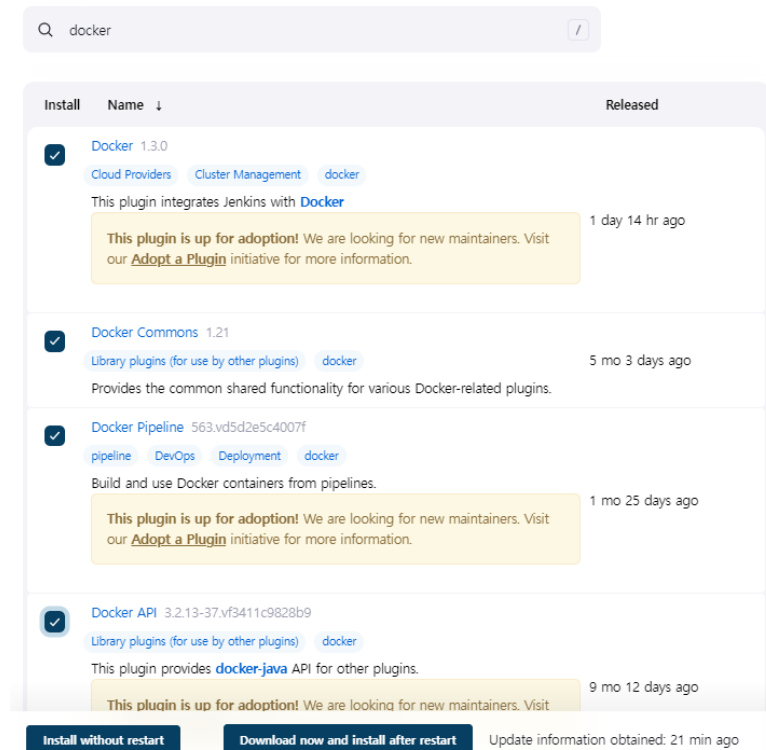 docker
/
Install Name ↓ Released
Docker 1.3.0
Cloud Providers Cluster Management docker
This plugin integrates Jenkins with Docker
This plugin is up for adoption! We are looking for new maintainers. Visit
our Adopt a Plugin initiative for more information.
1 day 14 hr ago
Docker Commons 1.21
Library plugins (for use by other plugins) docker
Provides the common shared functionality for various Docker-related plugins.
5 mo 3 days ago
Docker Pipeline 563.vd5d2e5c4007f
pipeline DevOps Deployment docker
Build and use Docker containers from pipelines.
This plugin is up for adoption! We are looking for new maintainers. Visit
our Adopt a Plugin initiative for more information.
1 mo 25 days ago
Docker API 3.2.13-37.vf3411c9828b9
Library plugins (for use by other plugins) docker
This plugin provides docker-java API for other plugins.
This plugin is up for adoption! We are looking for new maintainers. Visit
9 mo 12 days ago
Install without restart Download now and install after restart Update information obtained: 21 min ago